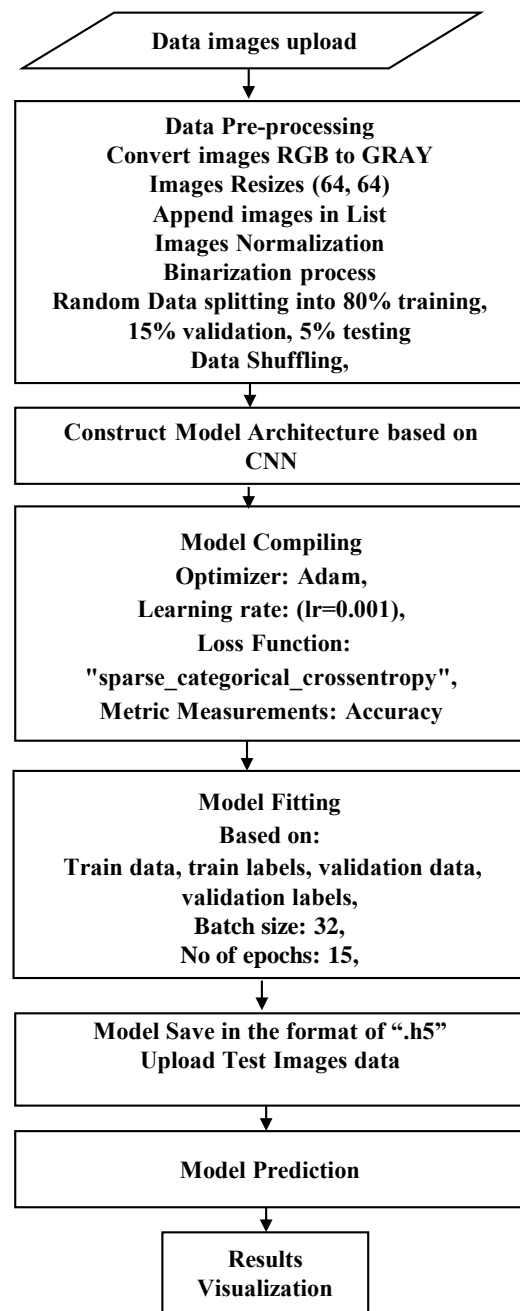 Data images upload
Data Pre-processing
Convert images RGB to GRAY
Images Resizes (64, 64)
Append images in List
Images Normalization
Binarization process
Random Data splitting into 80% training,
15% validation, 5% testing
Data Shuffling,
Construct Model Architecture based on
CNN
Model Compiling
Optimizer: Adam,
Learning rate: (lr=0.001),
Loss Function:
"sparse_categorical_crossentropy",
Metric Measurements: Accuracy
Model Fitting
Based on:
Train data, train labels, validation data,
validation labels,
Batch size: 32,
No of epochs: 15,
Model Save in the format of “.h5”
Upload Test Images data
Model Prediction
Results
Visualization